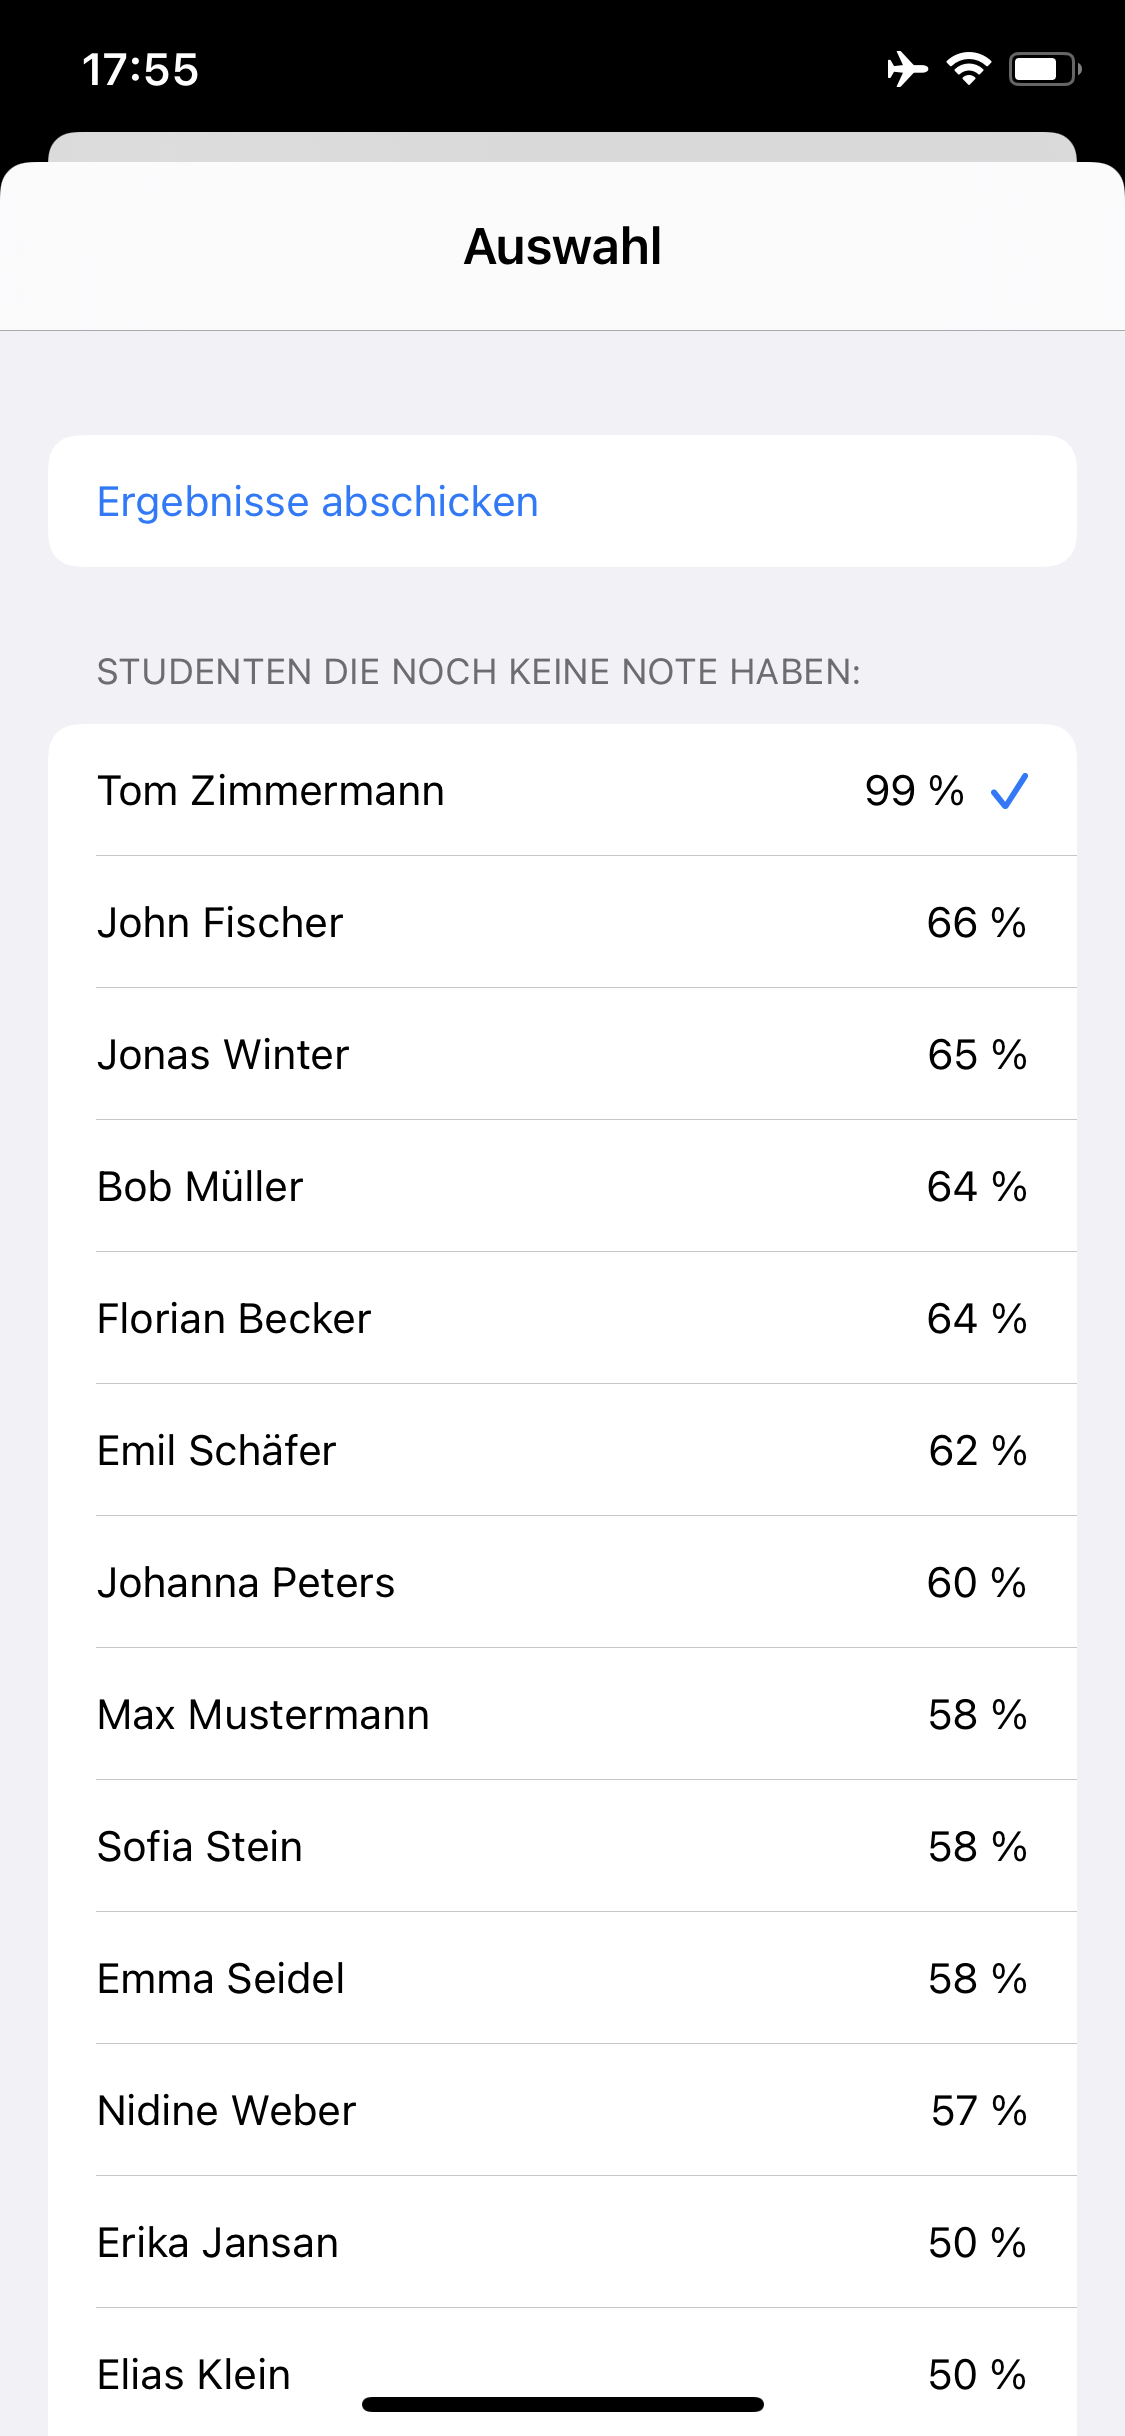 17:55
Auswahl
Ergebnisse abschicken
STUDENTEN DIE NOCH KEINE NOTE HABEN:
Tom Zimmermann 99 %
John Fischer 66 %
Jonas Winter 65 %
Bob Müller 64 %
Florian Becker 64 %
Emil Schäfer 62 %
Johanna Peters 60 %
Max Mustermann 58 %
Sofia Stein 58 %
Emma Seidel 58 %
Nidine Weber 57 %
Erika Jansan 50 %
Elias Klein 50 %